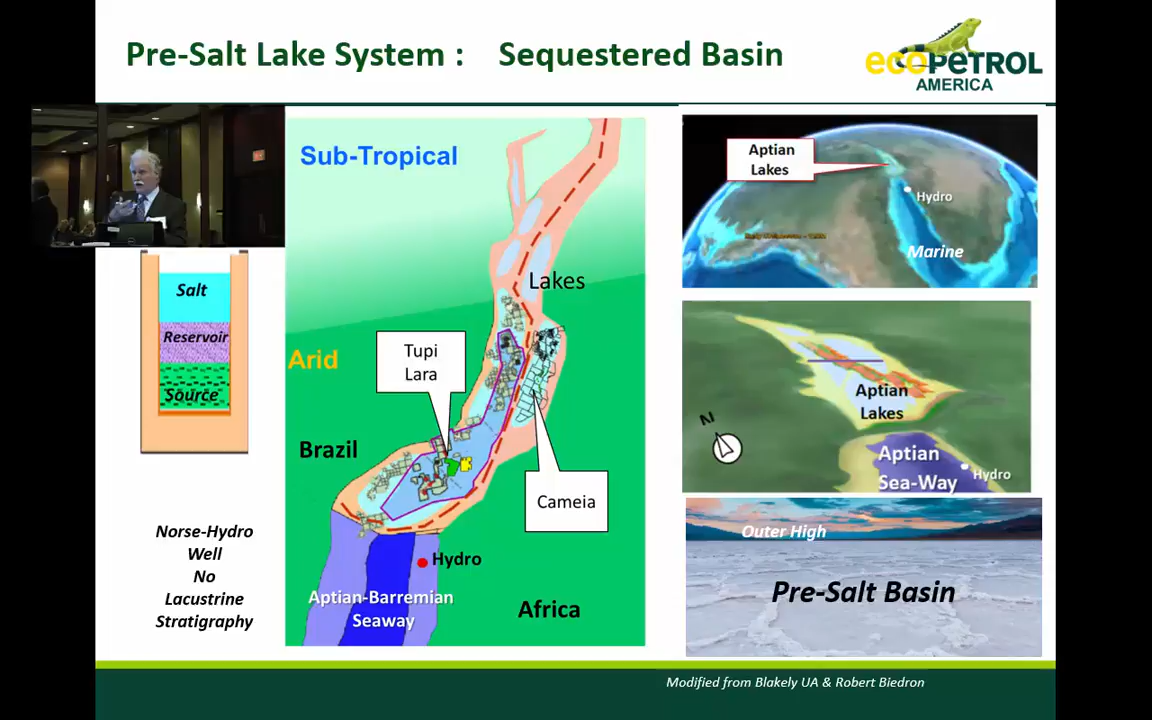 Pre-Salt Lake System :    Sequestered Basin
ecoPETROL
AMERICA
Salt
Reservoir
Source
Norse-Hydro
Well
No
Lacustrine
Stratigraphy
Sub-Tropical
Lakes
Arid
Tupi
Lara
Brazil
Cameia
Hydro
Aptian-Barremian
Seaway
Africa
Aptian
Lakes
Hydro
Marine
Aptian
Lakes
N
Aptian
Sea-Way
Hydro
Outer High
Pre-Salt Basin
Modified from Blakely UA & Robert Biedron